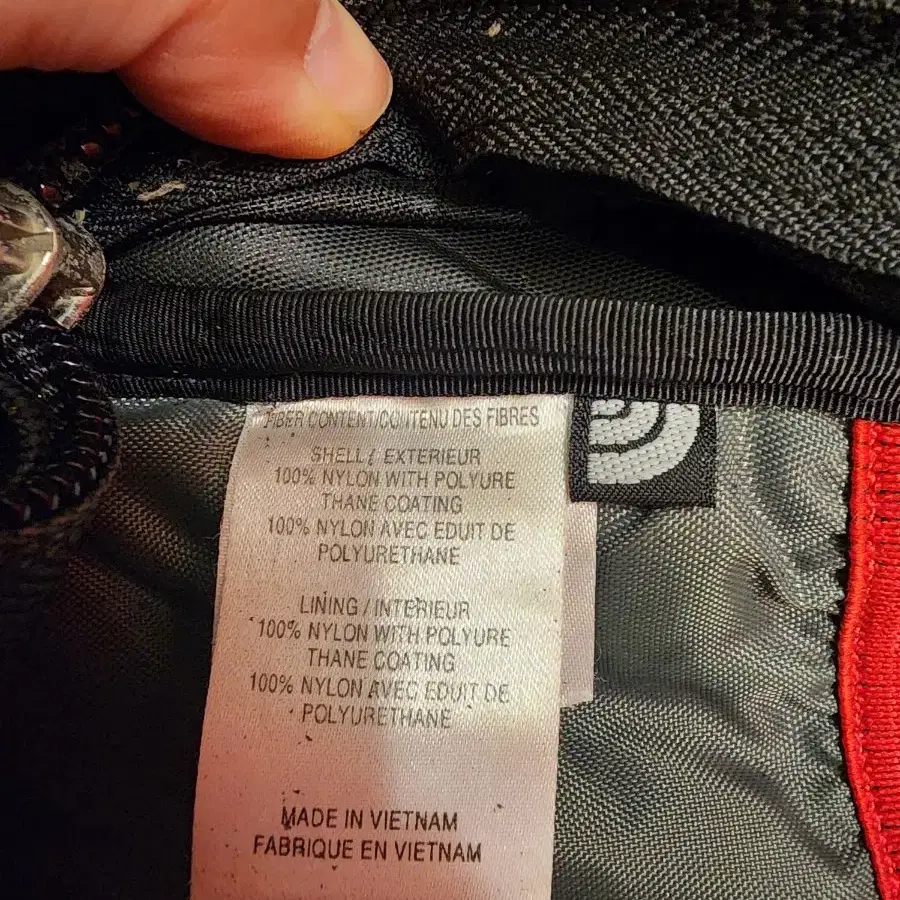 FIBER CONTENT/CONTENU DES FIBRES
SHELL / EXTERIEUR
100% NYLON WITH POLYURE
THANE COATING
100% NYLON AVEC EDUIT DE
POLYURETHANE
LINING / INTERIEUR
100% NYLON WITH POLYURE
THANE COATING
100% NYLON AVEC EDUIT DE
POLYURETHANE
MADE IN VIETNAM
FABRIQUE EN VIETNAM